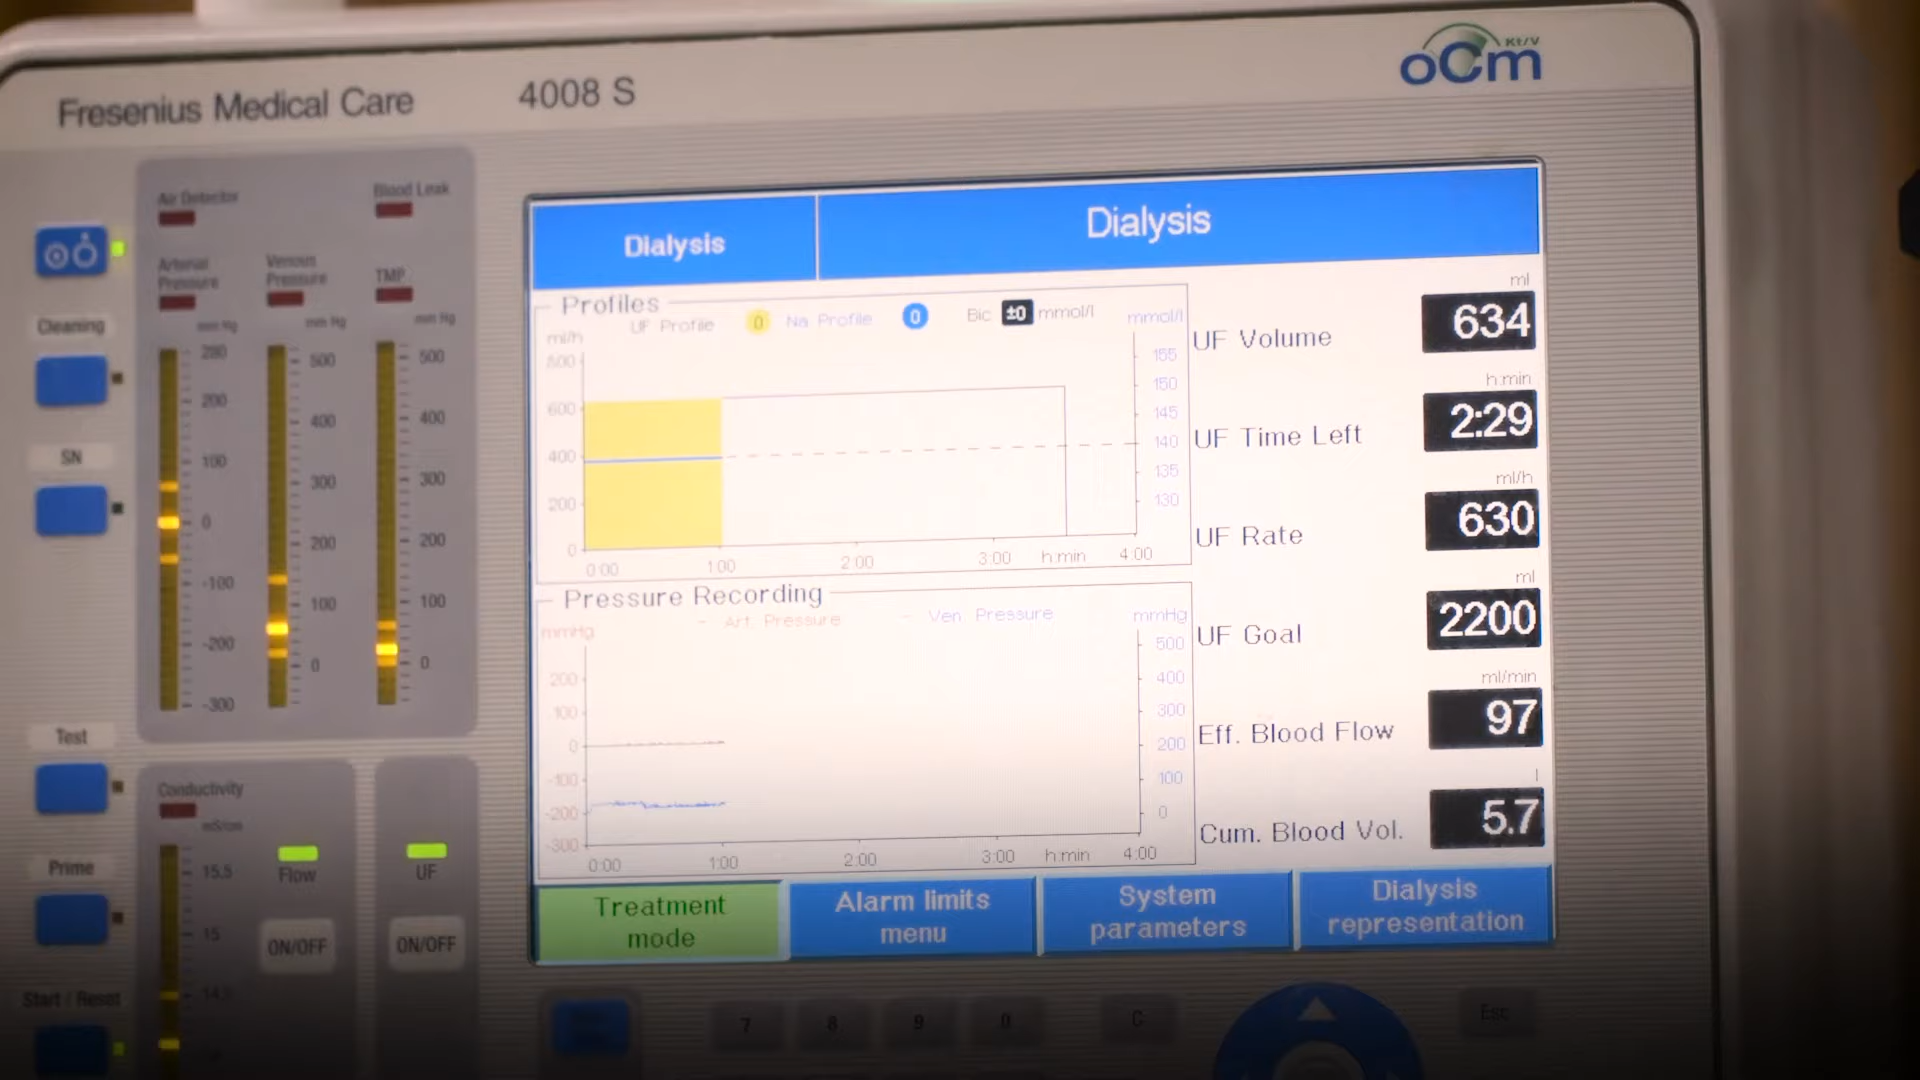 Fresenius Medical Care
4008 S
Kt/V
oCm
Air Detector
Blood Leak
Arterial Pressure
Venous Pressure
TMP
mm Hg
mm Hg
mm Hg
280
200
100
0
-100
-200
-300
500
400
300
200
100
0
500
400
300
200
100
0
Cleaning
SN
Test
Prime
Start / Reset
Conductivity
mS/cm
15.5
15
Flow
UF
ON/OFF
ON/OFF
Dialysis
Dialysis
Profiles
UF Profile
0
Na Profile
0
Bic
±0
mmol/l
mmol/l
ml/h
800
600
400
200
0
155
150
145
140
135
130
0:00
1:00
2:00
3:00
h:min
4:00
Pressure Recording
mmHg
Art. Pressure
Ven. Pressure
mmHg
200
100
0
-100
-200
-300
500
400
300
200
100
0
0:00
1:00
2:00
3:00
h:min
4:00
ml
UF Volume 634
h:min
UF Time Left 2:29
ml/h
UF Rate 630
ml
UF Goal 2200
ml/min
Eff. Blood Flow 97
l
Cum. Blood Vol. 5.7
Treatment mode
Alarm limits menu
System parameters
Dialysis representation
7
8
9
0
C
Esc